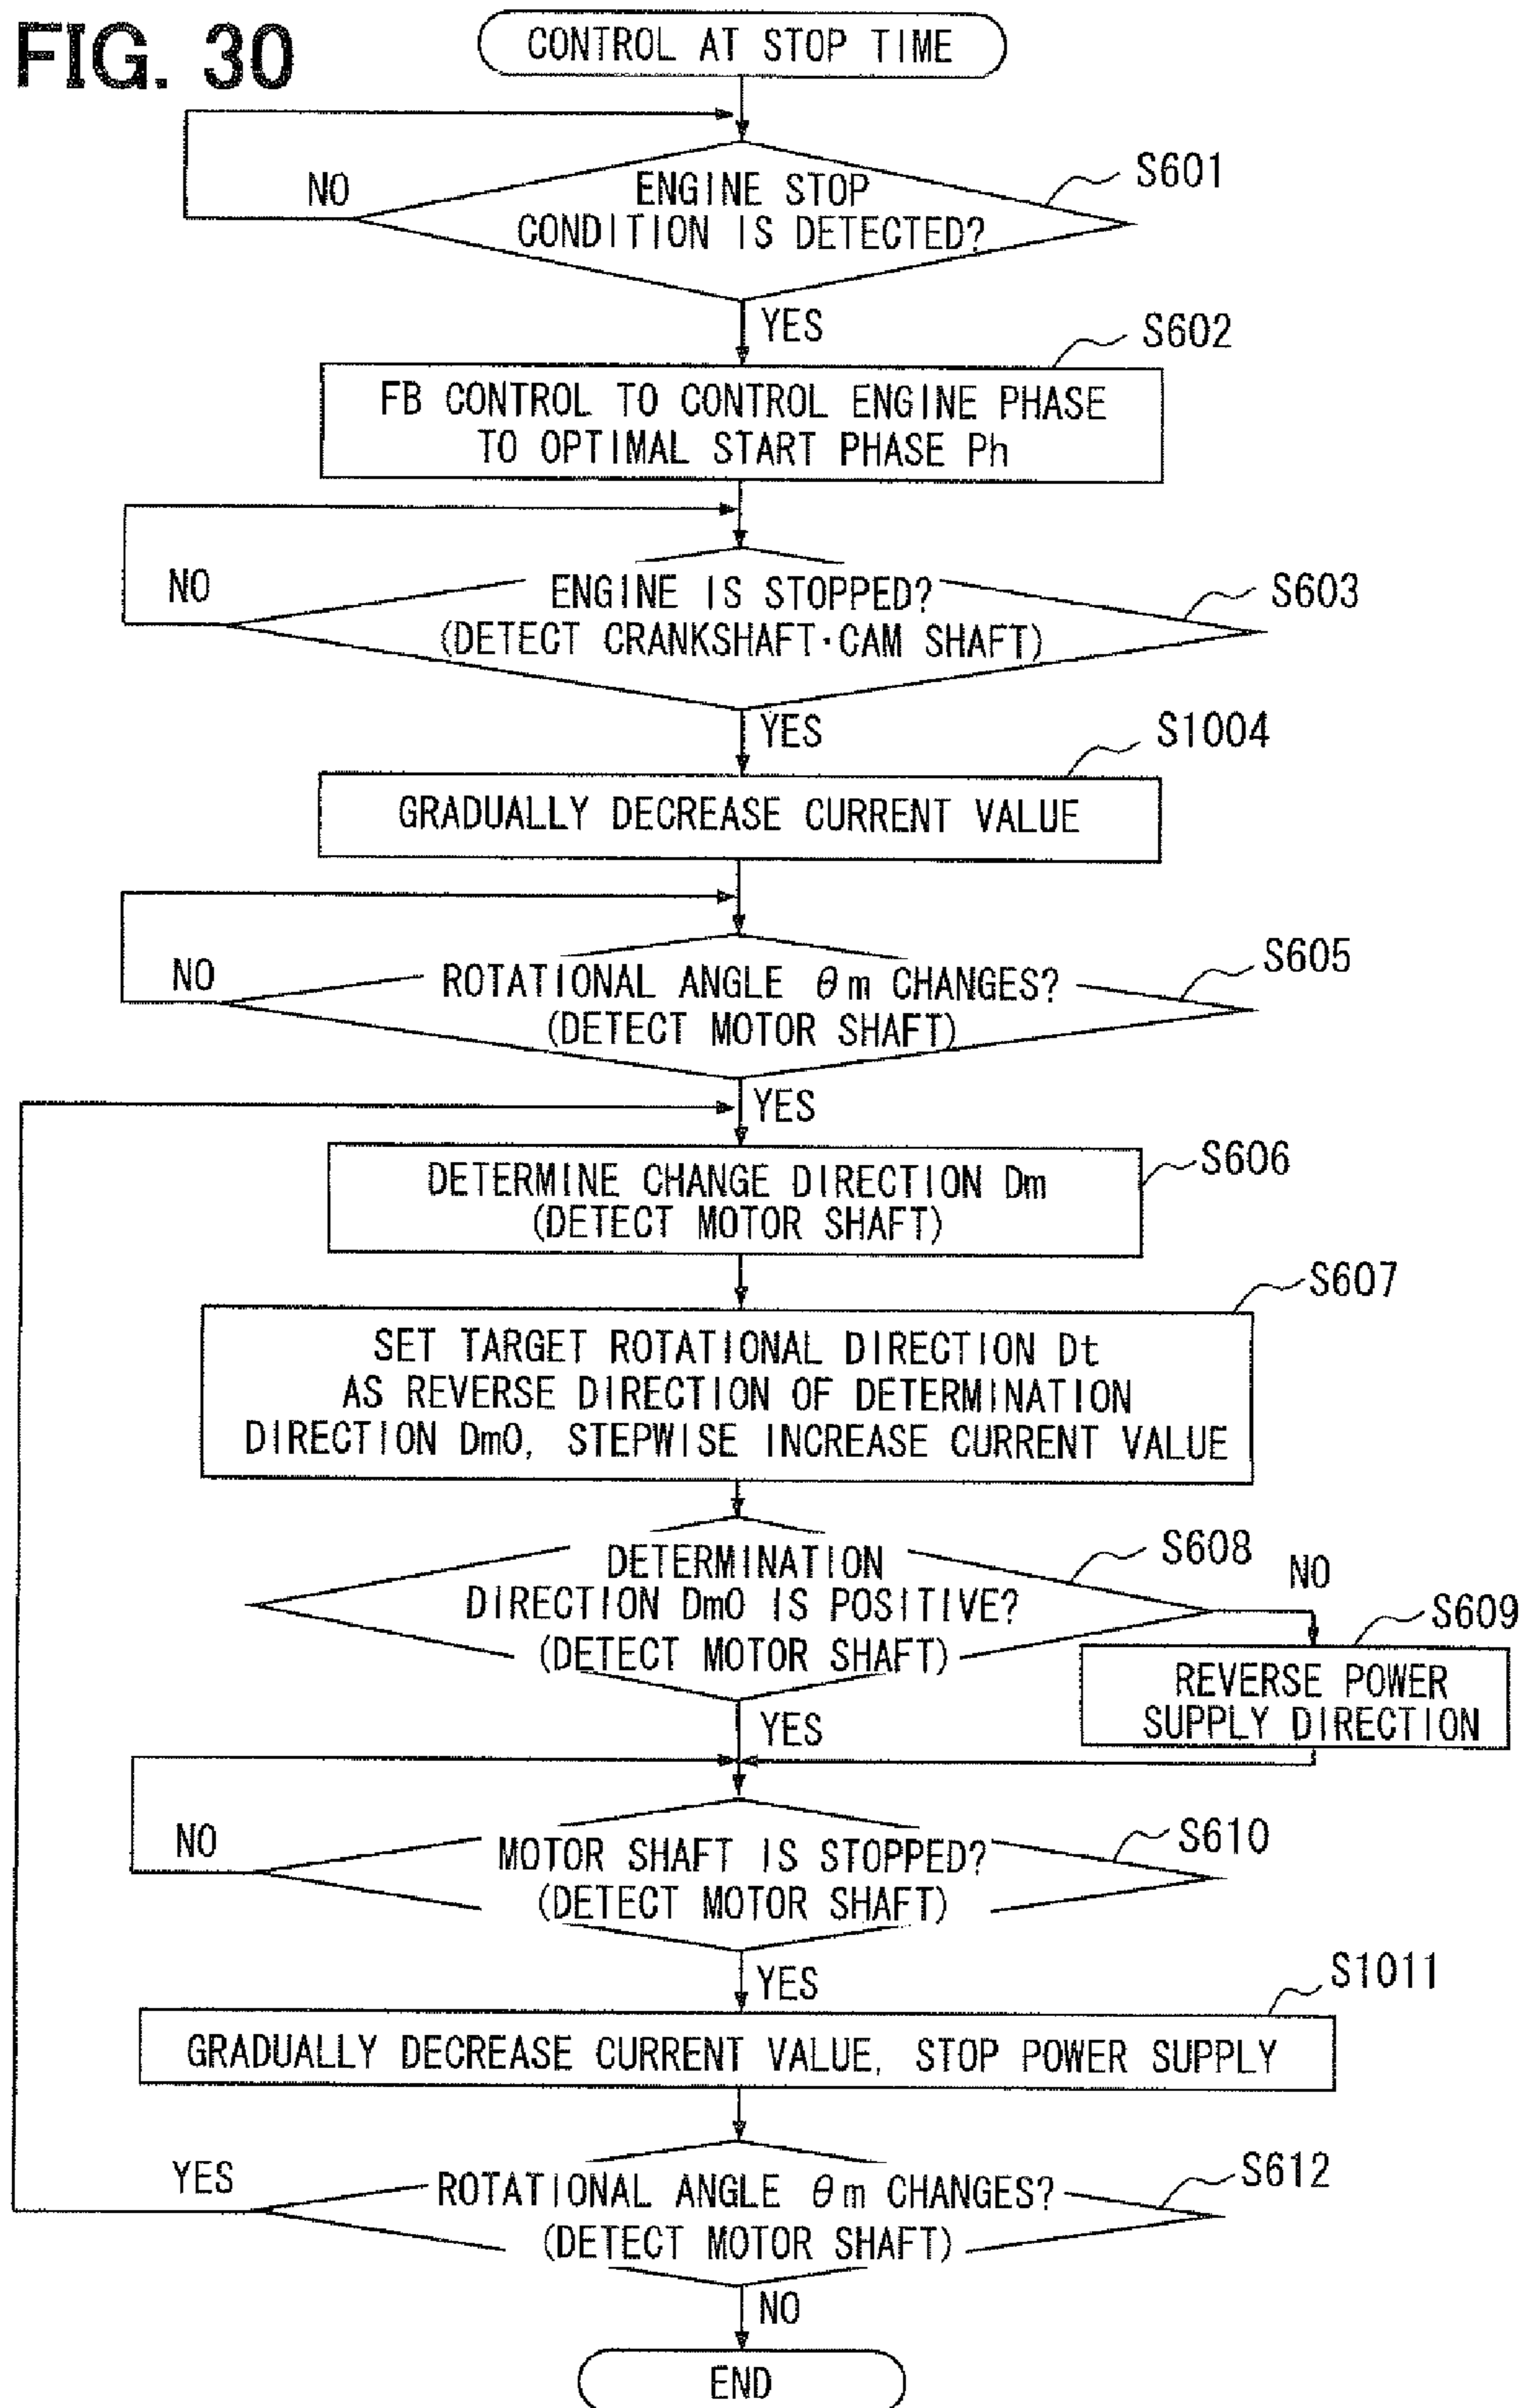 FIG. 30
CONTROL AT STOP TIME
NO
ENGINE STOP
CONDITION IS DETECTED?
S601
YES
S602
FB CONTROL TO CONTROL ENGINE PHASE
TO OPTIMAL START PHASE Ph
NO
ENGINE IS STOPPED?
(DETECT CRANKSHAFT·CAM SHAFT)
S603
YES
S1004
GRADUALLY DECREASE CURRENT VALUE
NO
ROTATIONAL ANGLE θm CHANGES?
(DETECT MOTOR SHAFT)
S605
YES
S606
DETERMINE CHANGE DIRECTION Dm
(DETECT MOTOR SHAFT)
S607
SET TARGET ROTATIONAL DIRECTION Dt
AS REVERSE DIRECTION OF DETERMINATION
DIRECTION Dm0, STEPWISE INCREASE CURRENT VALUE
DETERMINATION
DIRECTION Dm0 IS POSITIVE?
(DETECT MOTOR SHAFT)
S608
NO
S609
REVERSE POWER
SUPPLY DIRECTION
YES
NO
MOTOR SHAFT IS STOPPED?
(DETECT MOTOR SHAFT)
S610
YES
S1011
GRADUALLY DECREASE CURRENT VALUE, STOP POWER SUPPLY
YES
ROTATIONAL ANGLE θm CHANGES?
(DETECT MOTOR SHAFT)
S612
NO
END